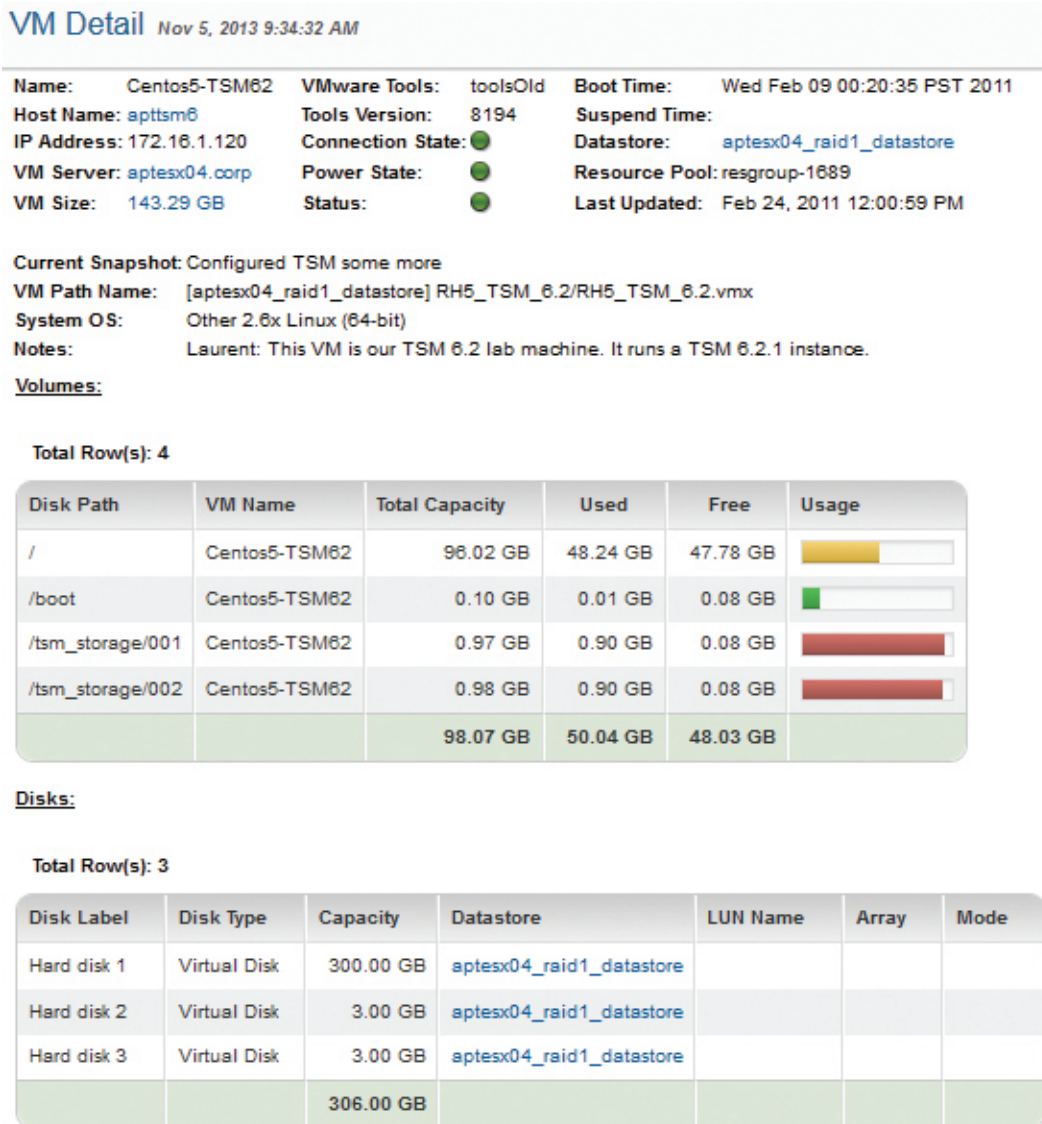 VM Detail Nov 5, 2013 9:34:32 AM
Name: Centos5-TSM62 VMware Tools: toolsOld Boot Time: Wed Feb 09 00:20:35 PST 2011
Host Name: apttsm6 Tools Version: 8194 Suspend Time:
IP Address: 172.16.1.120 Connection State: Datastore: aptesx04_raid1_datastore
VM Server: aptesx04.corp Power State: Resource Pool: resgroup-1689
VM Size: 143.29 GB Status: Last Updated: Feb 24, 2011 12:00:59 PM
Current Snapshot: Configured TSM some more
VM Path Name: [aptesx04_raid1_datastore] RH5_TSM_6.2/RH5_TSM_6.2.vmx
System OS: Other 2.6x Linux (64-bit)
Notes: Laurent: This VM is our TSM 6.2 lab machine. It runs a TSM 6.2.1 instance.
Volumes:
Total Row(s): 4
Disk Path VM Name Total Capacity Used Free Usage
/ Centos5-TSM62 96.02 GB 48.24 GB 47.78 GB
/boot Centos5-TSM62 0.10 GB 0.01 GB 0.08 GB
/tsm_storage/001 Centos5-TSM62 0.97 GB 0.90 GB 0.08 GB
/tsm_storage/002 Centos5-TSM62 0.98 GB 0.90 GB 0.08 GB
98.07 GB 50.04 GB 48.03 GB
Disks:
Total Row(s): 3
Disk Label Disk Type Capacity Datastore LUN Name Array Mode
Hard disk 1 Virtual Disk 300.00 GB aptesx04_raid1_datastore
Hard disk 2 Virtual Disk 3.00 GB aptesx04_raid1_datastore
Hard disk 3 Virtual Disk 3.00 GB aptesx04_raid1_datastore
306.00 GB